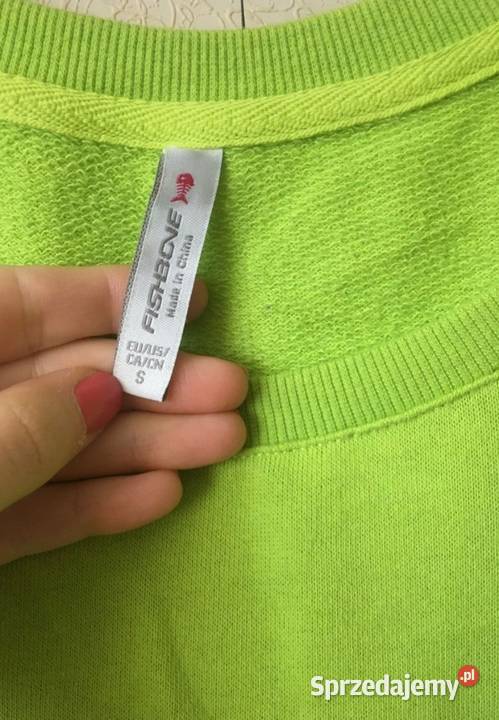 FISHBONE
Made in China
EU/US/
CA/CN
S
Sprzedajemy.pl